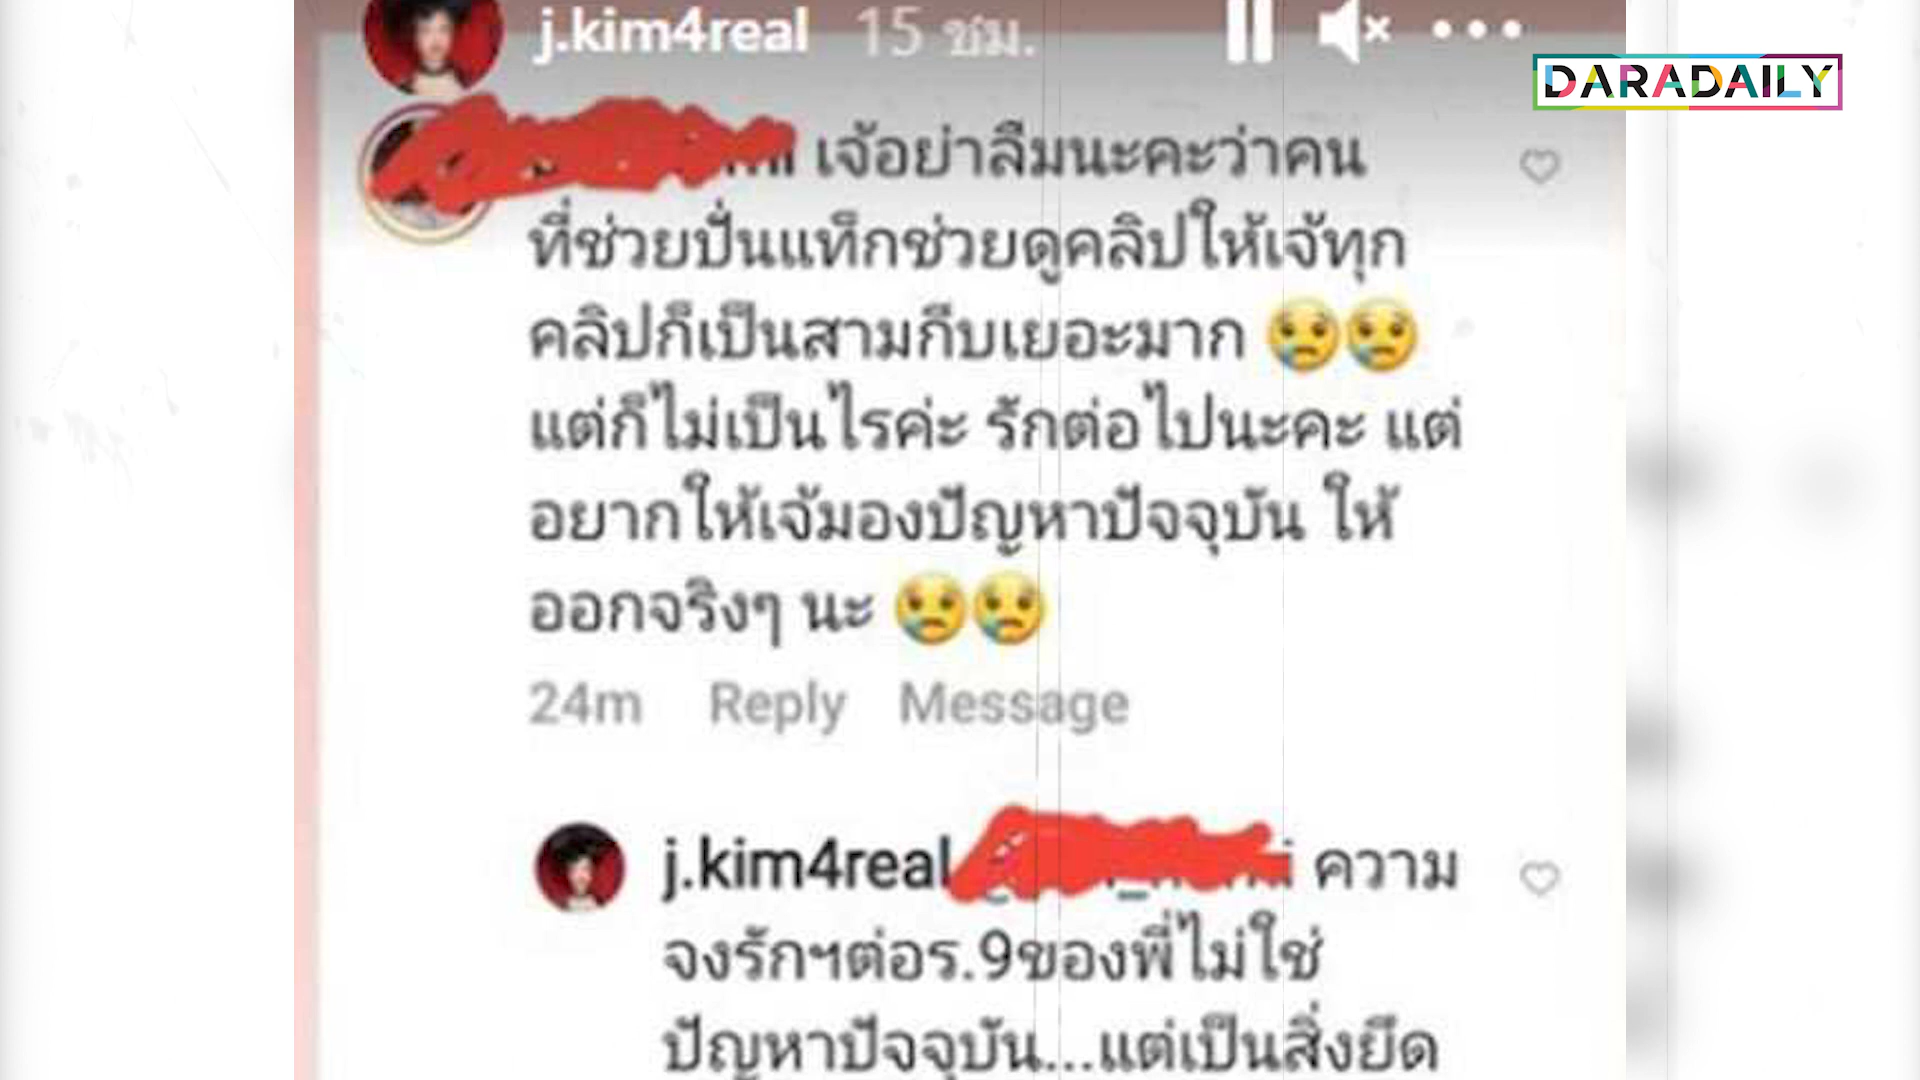 j.kim4real 15 ชม.
DARADAILY
เจ้อย่าลืมนะคะว่าคน
ที่ช่วยปั่นแท็กช่วยดูคลิปให้เจ้ทุก
คลิปก็เป็นสามกีบเยอะมาก 😢😢
แต่ก็ไม่เป็นไรค่ะ รักต่อไปนะคะ แต่
อยากให้เจ้มองปัญหาปัจจุบัน ให้
ออกจริงๆ นะ 😢😢
24m Reply Message
j.kim4real ความ
จงรักฯต่อร.9ของพี่ไม่ใช่
ปัญหาปัจจุบัน...แต่เป็นสิ่งยึด